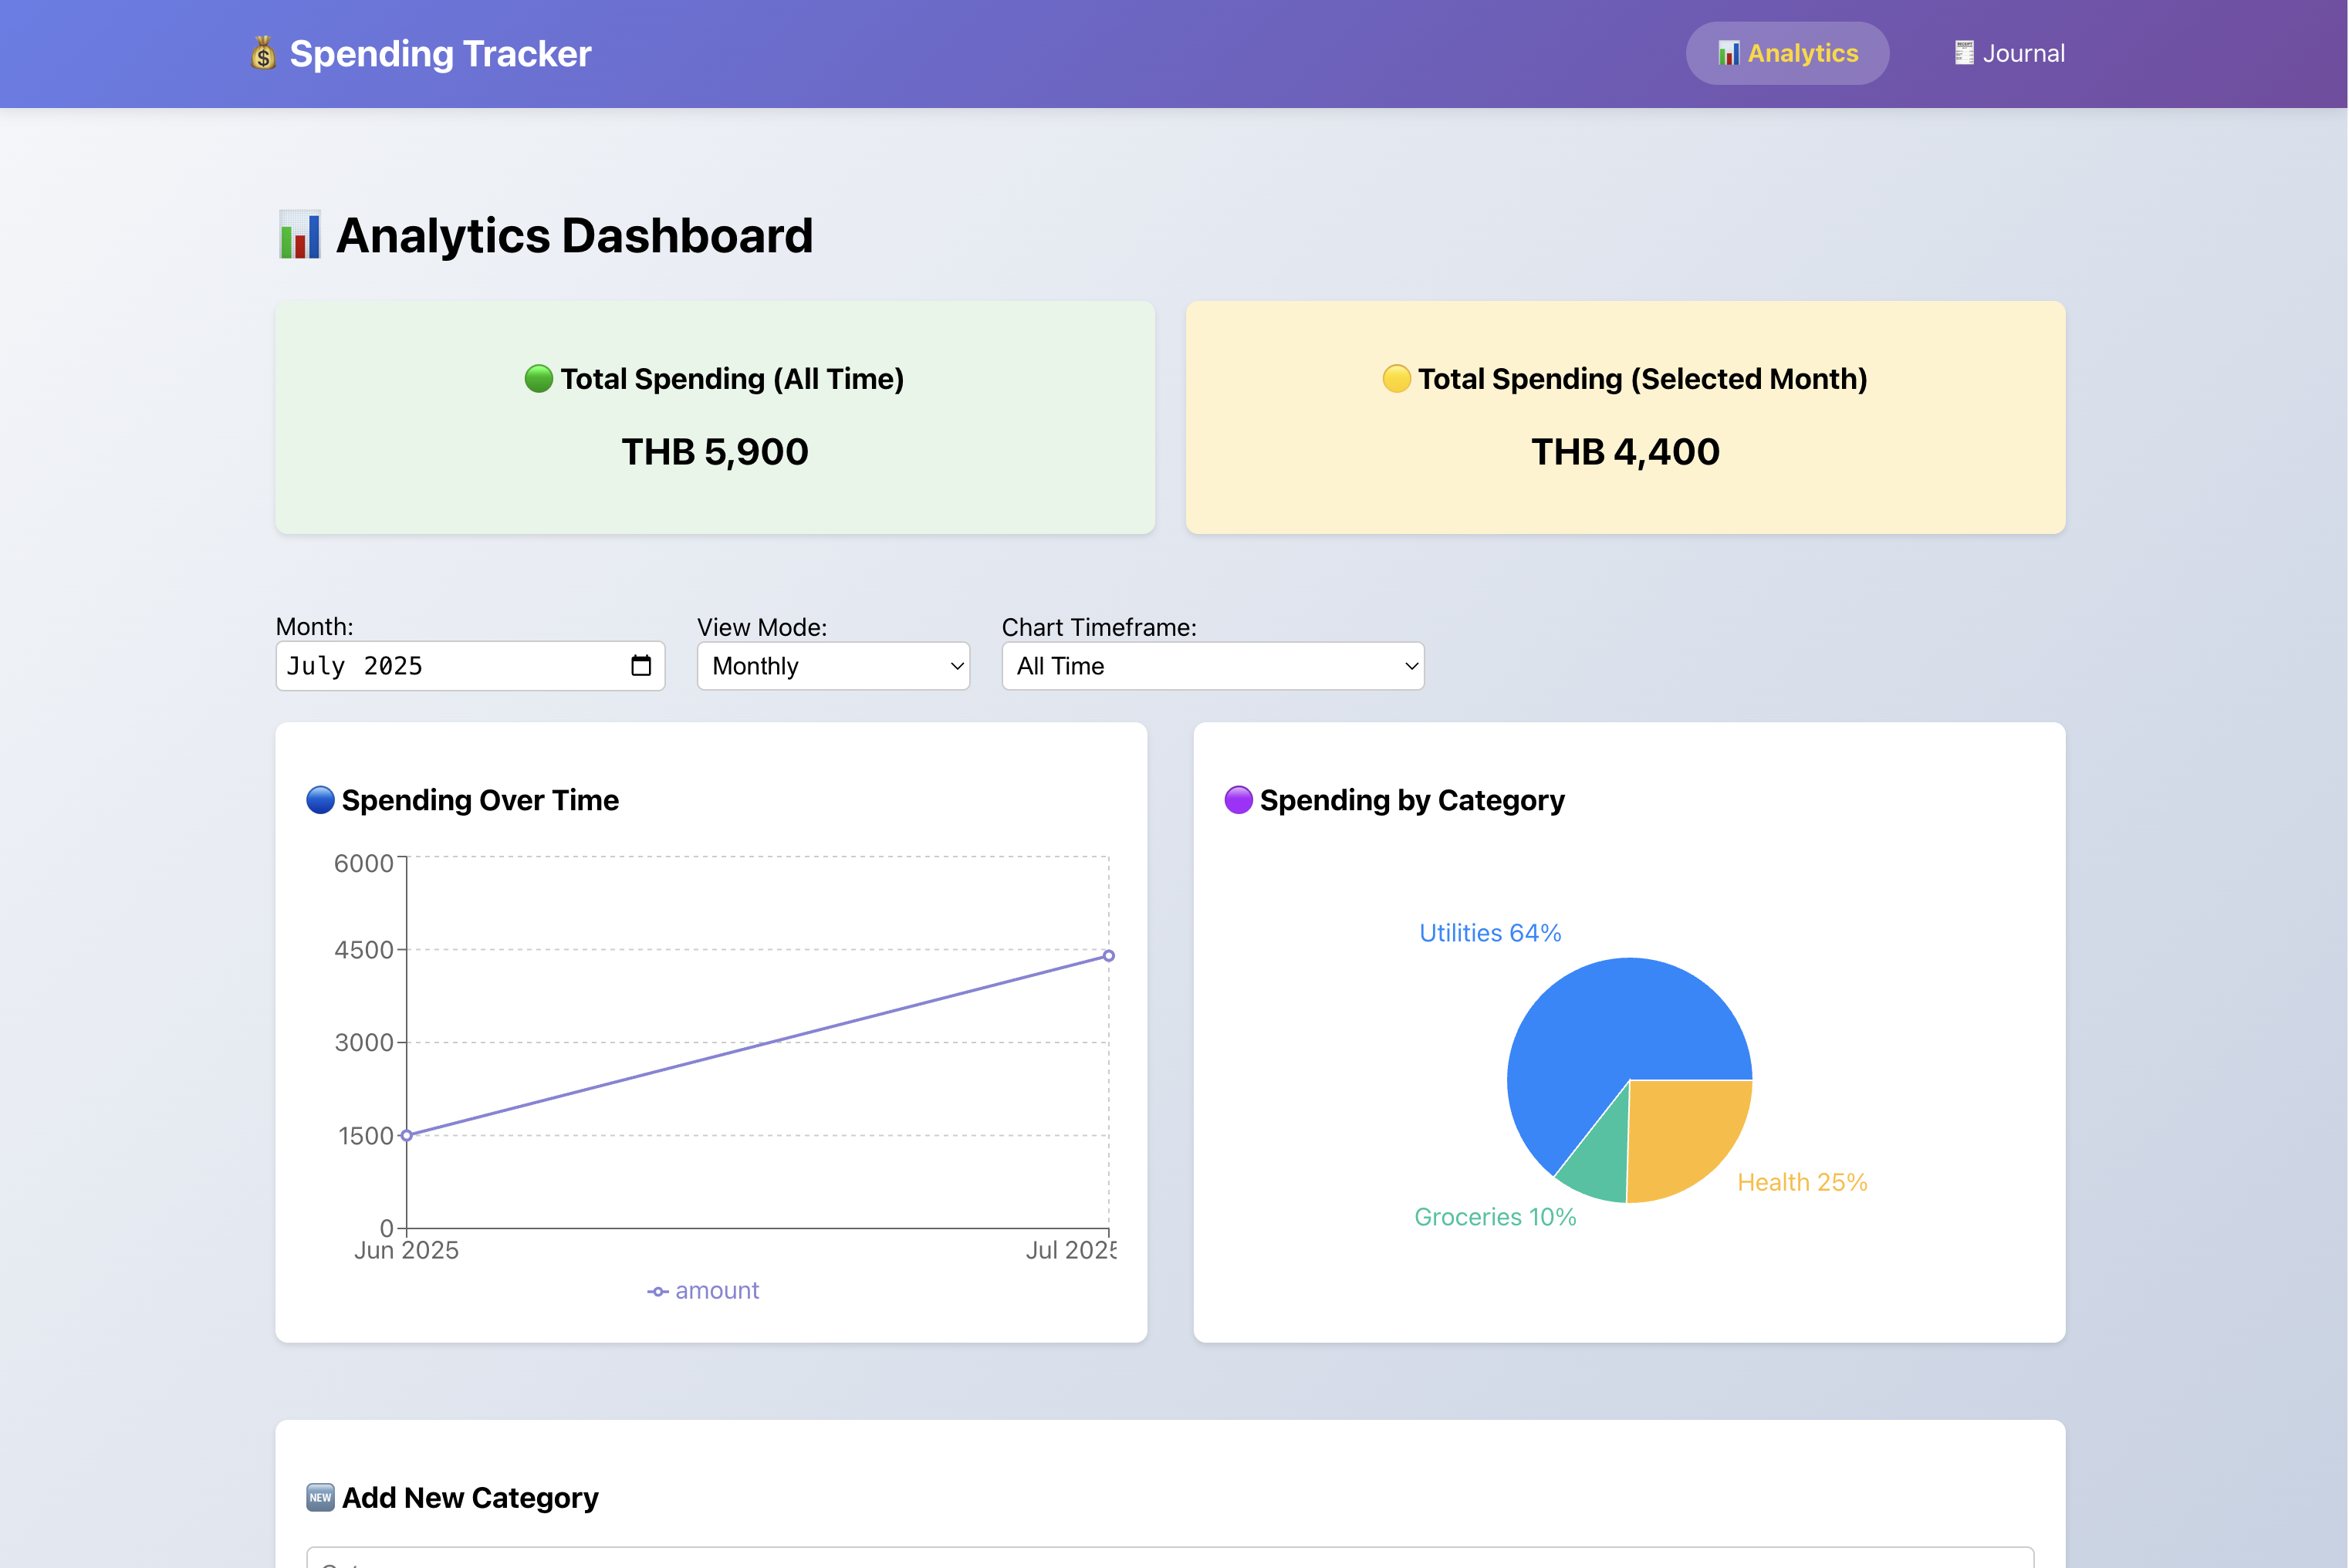 💰 Spending Tracker
📊 Analytics
🧾 Journal
📊 Analytics Dashboard
🟢 Total Spending (All Time)
THB 5,900
🟡 Total Spending (Selected Month)
THB 4,400
Month:
July 2025
View Mode:
Monthly
Chart Timeframe:
All Time
🔵 Spending Over Time
6000
4500
3000
1500
0
Jun 2025
Jul 2025
amount
🟣 Spending by Category
Utilities 64%
Health 25%
Groceries 10%
🆕 Add New Category